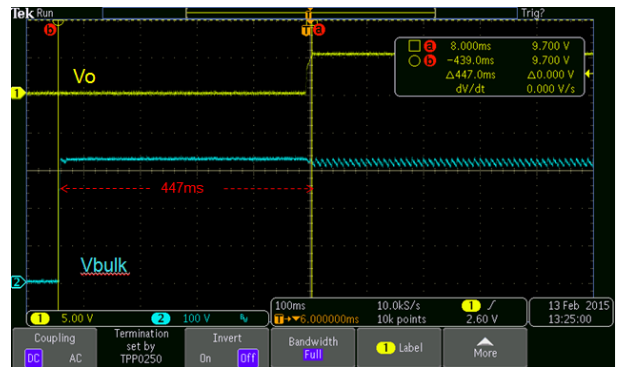 Tek Run
Trig?
b
T a
a 8.000ms 9.700 V
b -439.0ms 9.700 V
Δ447.0ms Δ0.000 V
dV/dt 0.000 V/s
Vo
1
447ms
Vbulk
2
1 5.00 V 2 100 V
100ms 10.0kS/s 1
T→▼6.000000ms 10k points 2.60 V
13 Feb 2015
13:25:00
Coupling
DC AC
Termination
set by
TPP0250
Invert
On Off
Bandwidth
Full
1 Label
More